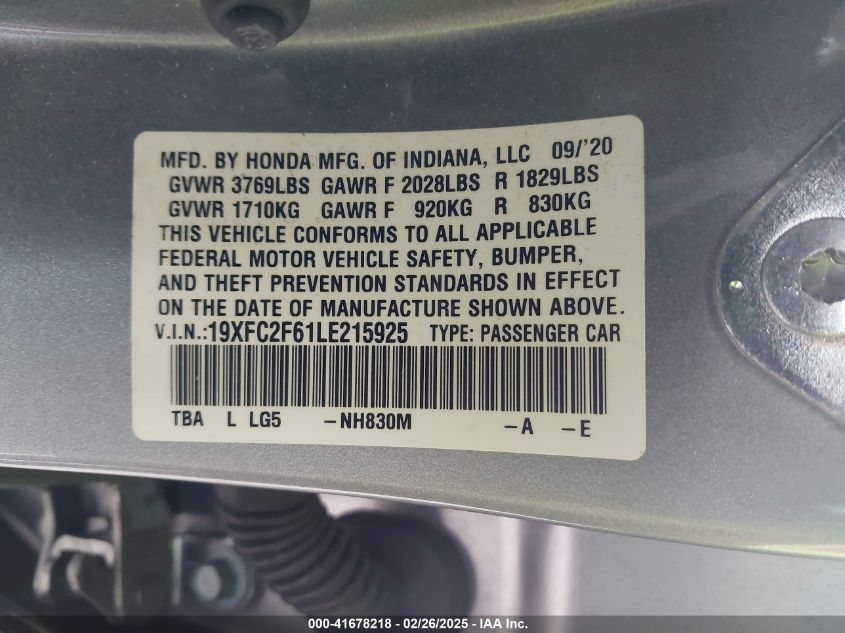 MFD. BY HONDA MFG. OF INDIANA, LLC 09/'20
GVWR 3769LBS GAWR F 2028LBS R 1829LBS
GVWR 1710KG GAWR F 920KG R 830KG
THIS VEHICLE CONFORMS TO ALL APPLICABLE
FEDERAL MOTOR VEHICLE SAFETY, BUMPER,
AND THEFT PREVENTION STANDARDS IN EFFECT
ON THE DATE OF MANUFACTURE SHOWN ABOVE.
V.I.N.:19XFC2F61LE215925 TYPE: PASSENGER CAR
TBA L LG5 -NH830M -A -E
000-41678218 - 02/26/2025 - IAA Inc.